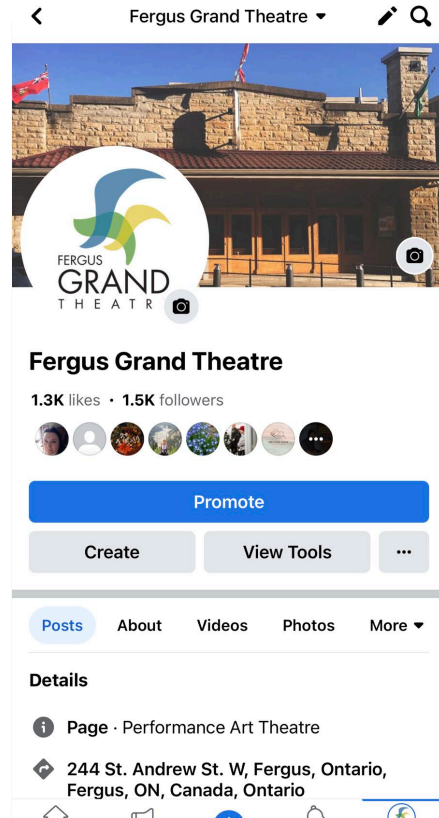 Fergus Grand Theatre
FERGUS
GRAND
THEATR
Fergus Grand Theatre
1.3K likes · 1.5K followers
Promote
Create
View Tools
Posts
About
Videos
Photos
More
Details
Page · Performance Art Theatre
244 St. Andrew St. W, Fergus, Ontario,
Fergus, ON, Canada, Ontario